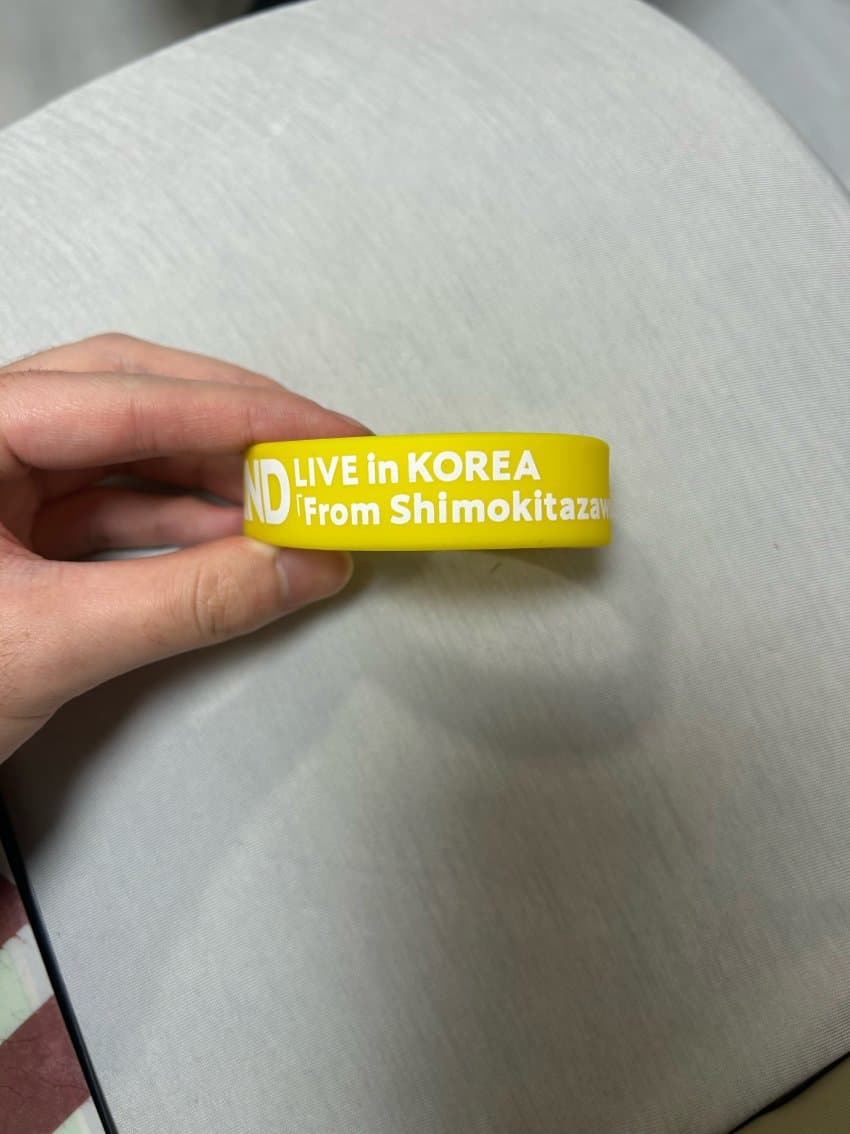 ND LIVE in KOREA
「From Shimokitazaw